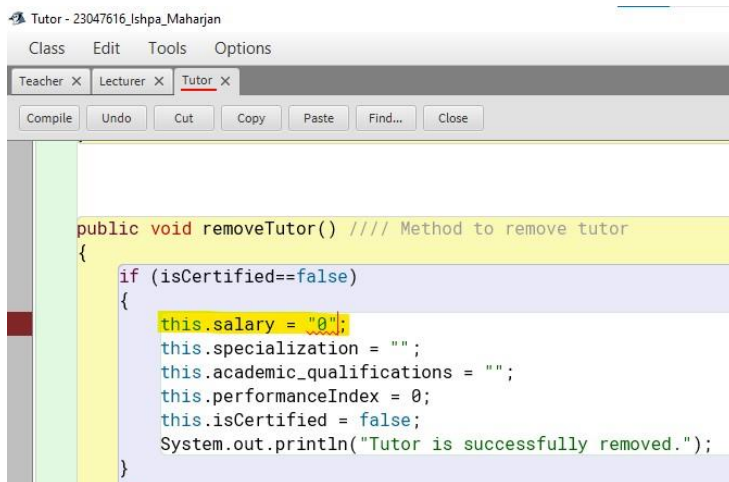 Tutor - 23047616_Ishpa_Maharjan
Class Edit Tools Options
Teacher X Lecturer X Tutor X
Compile Undo Cut Copy Paste Find... Close
public void removeTutor() //// Method to remove tutor
{
if (isCertified==false)
{
this.salary = "0";
this.specialization = "";
this.academic_qualifications = "";
this.performanceIndex = 0;
this.isCertified = false;
System.out.println("Tutor is successfully removed.");
}